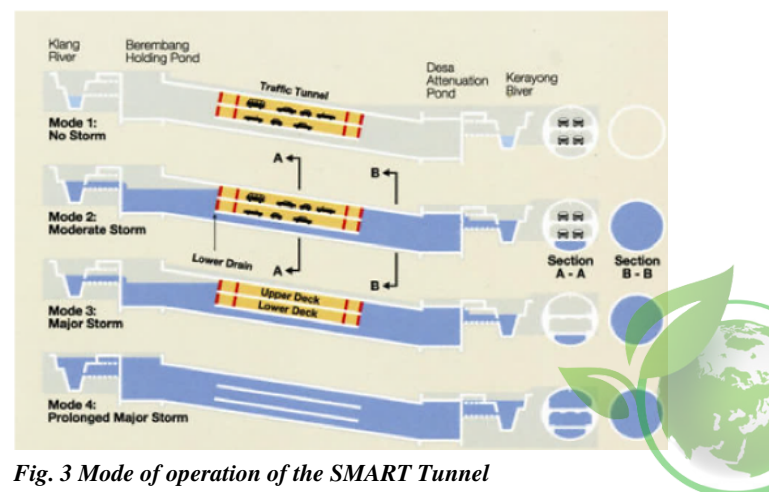 Klang
River
Berembang
Holding Pond
Desa
Attenuation
Pond
Kerayong
River
Traffic Tunnel
Mode 1:
No Storm
A
B
Mode 2:
Moderate Storm
Lower Drain
A
B
Section
A - A
Section
B - B
Upper Deck
Lower Deck
Mode 3:
Major Storm
Mode 4:
Prolonged Major Storm
Fig. 3 Mode of operation of the SMART Tunnel